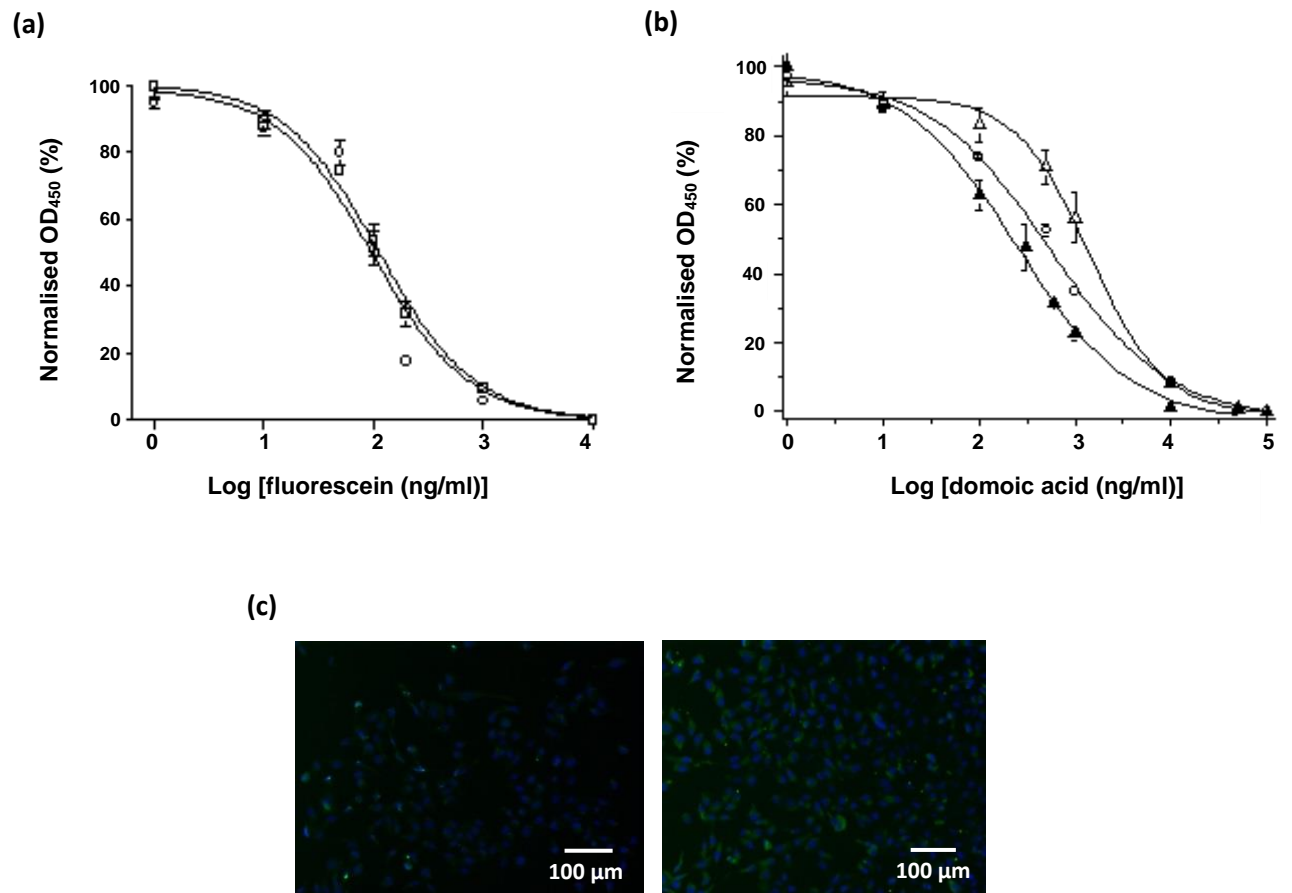 (a)
Normalised OD450 (%)
100
80
60
40
20
0
0 1 2 3 4
Log [fluorescein (ng/ml)]
(b)
Normalised OD450 (%)
100
80
60
40
20
0
0 1 2 3 4 5
Log [domoic acid (ng/ml)]
(c)
100 µm
100 µm